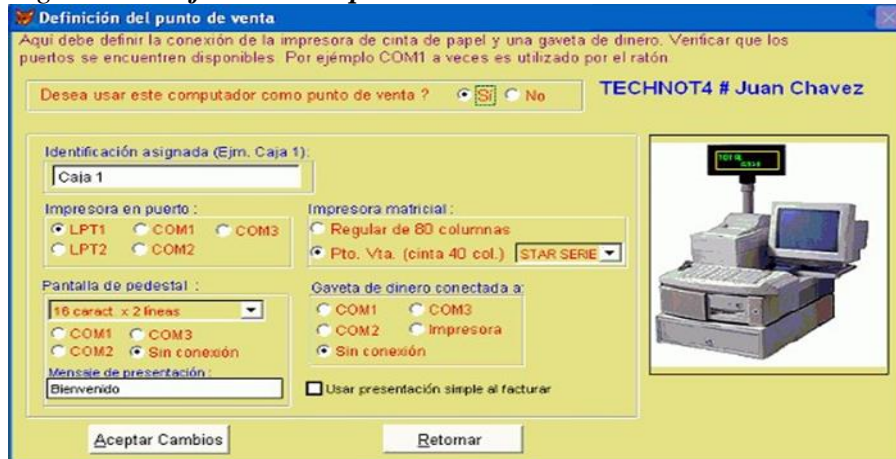 Definición del punto de venta
Aquí debe definir la conexión de la impresora de cinta de papel y una gaveta de dinero. Verificar que los
puertos se encuentren disponibles. Por ejémplo COM1 a veces es utilizado por el ratón
Desea usar este computador como punto de venta ? Si No
TECHNOT4 # Juan Chavez
Identificación asignada (Ejm. Caja 1):
Caja 1
Impresora en puerto :
LPT1 COM1 COM3
LPT2 COM2
Impresora matricial :
Regular de 80 columnas
Pto. Vta. (cinta 40 col.) STAR SERIE
Pantalla de pedestal :
16 caract. x 2 líneas
COM1 COM3
COM2 Sin conexión
Mensaje de presentación :
Bienvenido
Gaveta de dinero conectada a:
COM1 COM3
COM2 Impresora
Sin conexión
Usar presentación simple al facturar
Aceptar Cambios
Retornar
TOTAL